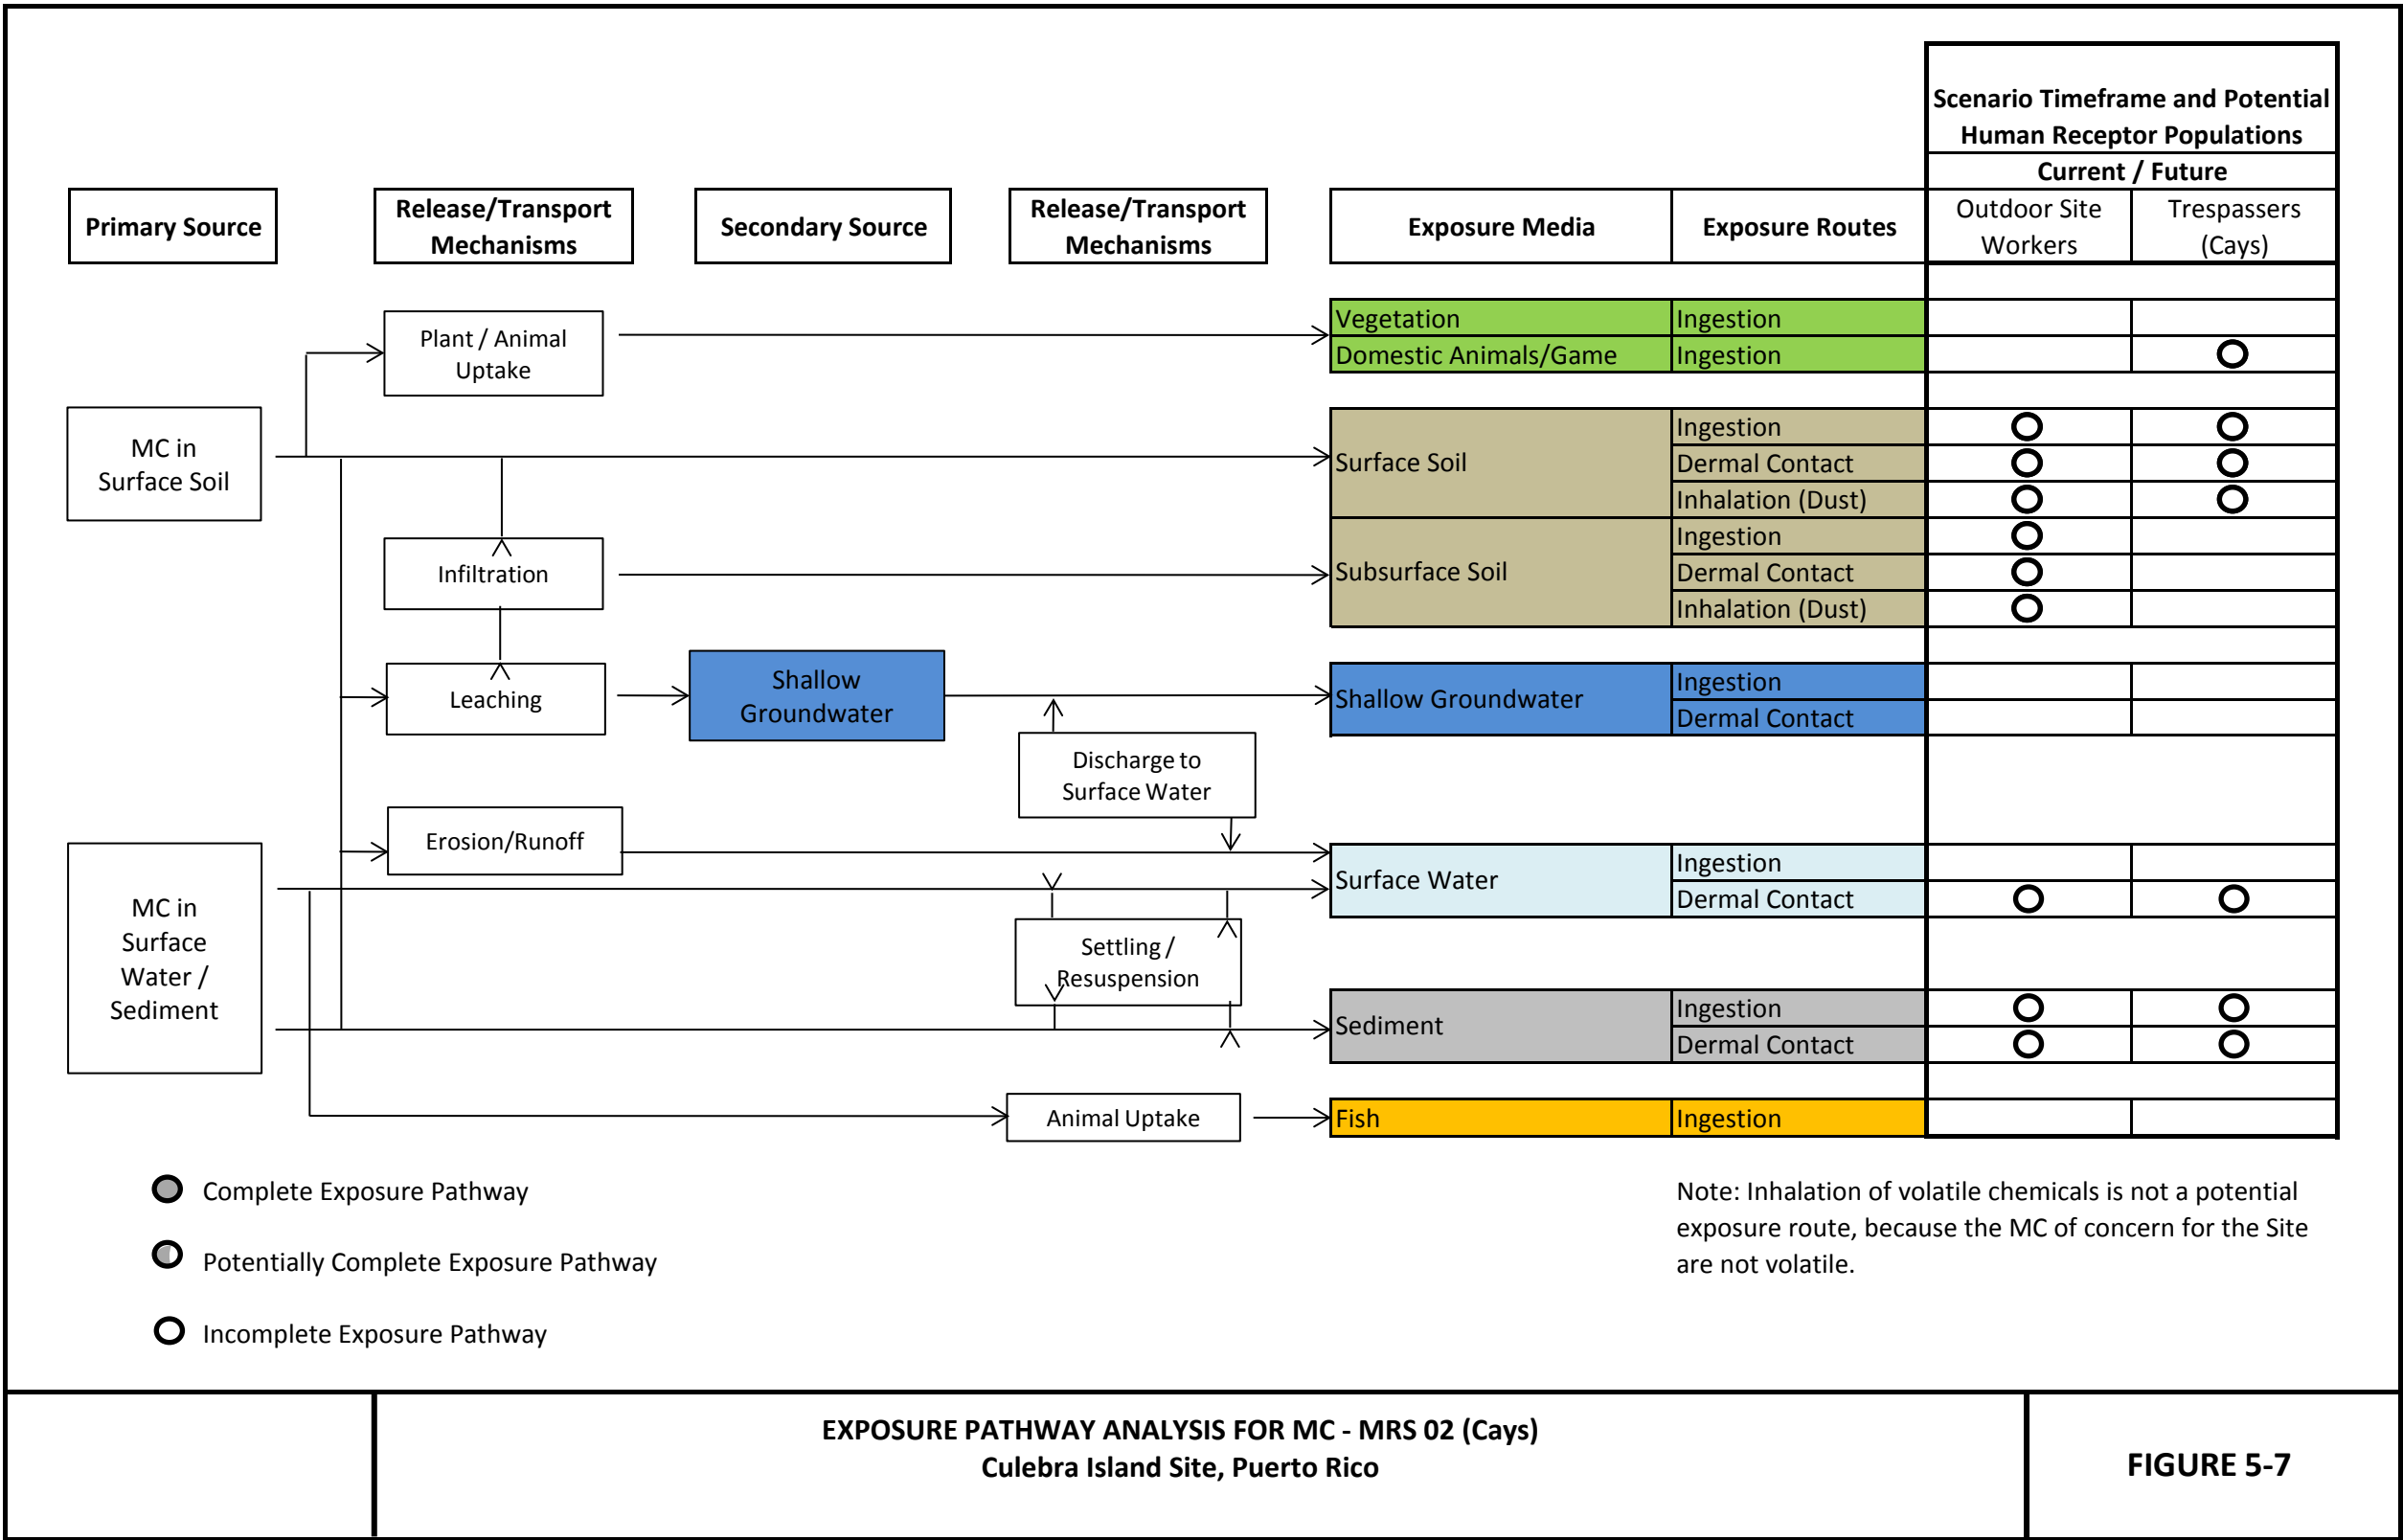 Scenario Timeframe and Potential
Human Receptor Populations
Current / Future
Primary Source
Release/Transport
Mechanisms
Secondary Source
Release/Transport
Mechanisms
Exposure Media
Exposure Routes
Outdoor Site
Workers
Trespassers
(Cays)
Plant / Animal
Uptake
Vegetation
Ingestion
Domestic Animals/Game
Ingestion
MC in
Surface Soil
Surface Soil
Ingestion
Dermal Contact
Inhalation (Dust)
Infiltration
Subsurface Soil
Ingestion
Dermal Contact
Inhalation (Dust)
Leaching
Shallow
Groundwater
Shallow Groundwater
Ingestion
Dermal Contact
Discharge to
Surface Water
Erosion/Runoff
MC in
Surface
Water /
Sediment
Surface Water
Ingestion
Dermal Contact
Settling /
Resuspension
Sediment
Ingestion
Dermal Contact
Animal Uptake
Fish
Ingestion
Complete Exposure Pathway
Potentially Complete Exposure Pathway
Incomplete Exposure Pathway
Note: Inhalation of volatile chemicals is not a potential
exposure route, because the MC of concern for the Site
are not volatile.
EXPOSURE PATHWAY ANALYSIS FOR MC - MRS 02 (Cays)
Culebra Island Site, Puerto Rico
FIGURE 5-7